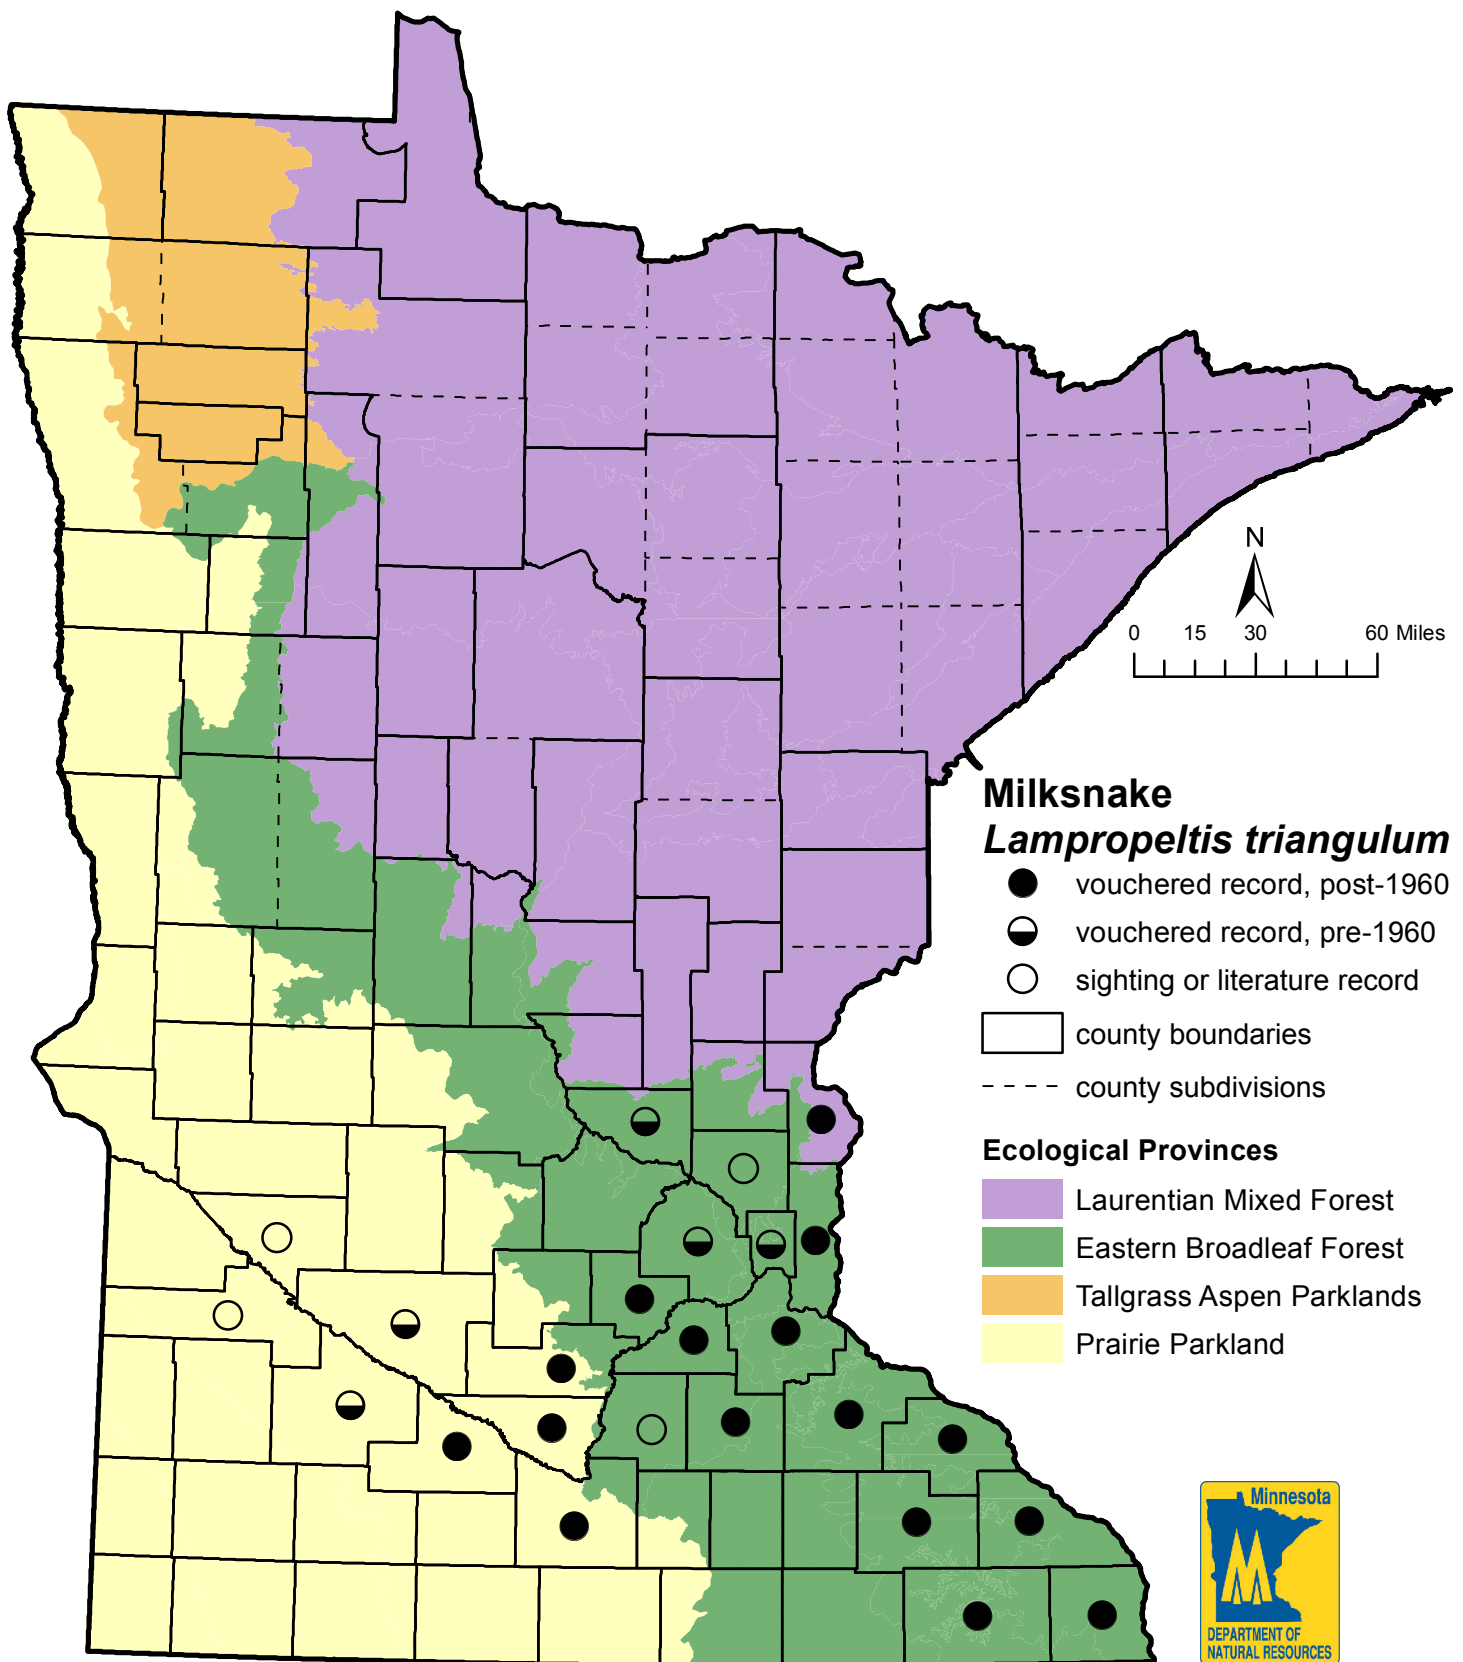 N
0 15 30 60 Miles
Milksnake
Lampropeltis triangulum
vouchered record, post-1960
vouchered record, pre-1960
sighting or literature record
county boundaries
county subdivisions
Ecological Provinces
Laurentian Mixed Forest
Eastern Broadleaf Forest
Tallgrass Aspen Parklands
Prairie Parkland
Minnesota
DEPARTMENT OF
NATURAL RESOURCES